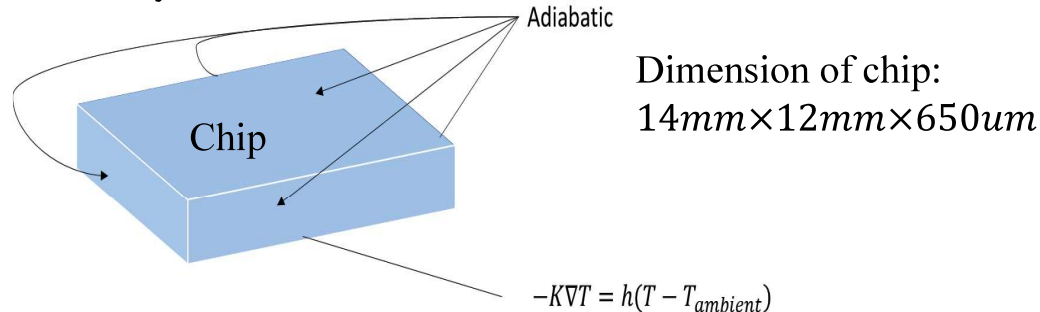 Adiabatic
Dimension of chip:
14mm×12mm×650um
Chip
−K∇T = h(T − T_ambient)